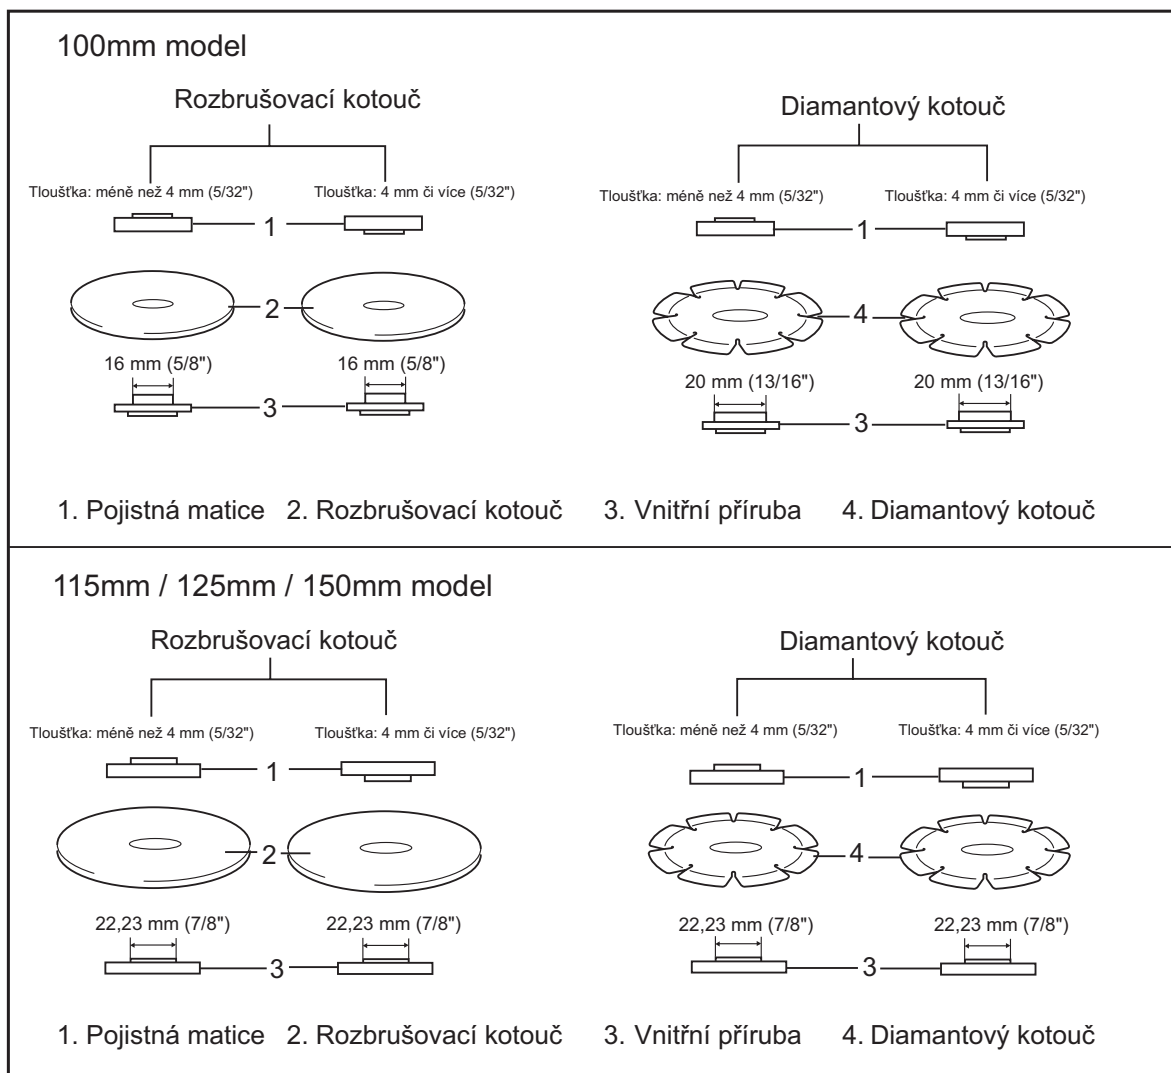 100mm model
Rozbrušovací kotouč
Diamantový kotouč
Tloušťka: méně než 4 mm (5/32") Tloušťka: 4 mm či více (5/32")
Tloušťka: méně než 4 mm (5/32") Tloušťka: 4 mm či více (5/32")
1
1
2
4
16 mm (5/8") 16 mm (5/8")
20 mm (13/16") 20 mm (13/16")
3
3
1. Pojistná matice 2. Rozbrušovací kotouč 3. Vnitřní příruba 4. Diamantový kotouč
115mm / 125mm / 150mm model
Rozbrušovací kotouč
Diamantový kotouč
Tloušťka: méně než 4 mm (5/32") Tloušťka: 4 mm či více (5/32")
Tloušťka: méně než 4 mm (5/32") Tloušťka: 4 mm či více (5/32")
1
1
2
4
22,23 mm (7/8") 22,23 mm (7/8")
22,23 mm (7/8") 22,23 mm (7/8")
3
3
1. Pojistná matice 2. Rozbrušovací kotouč 3. Vnitřní příruba 4. Diamantový kotouč